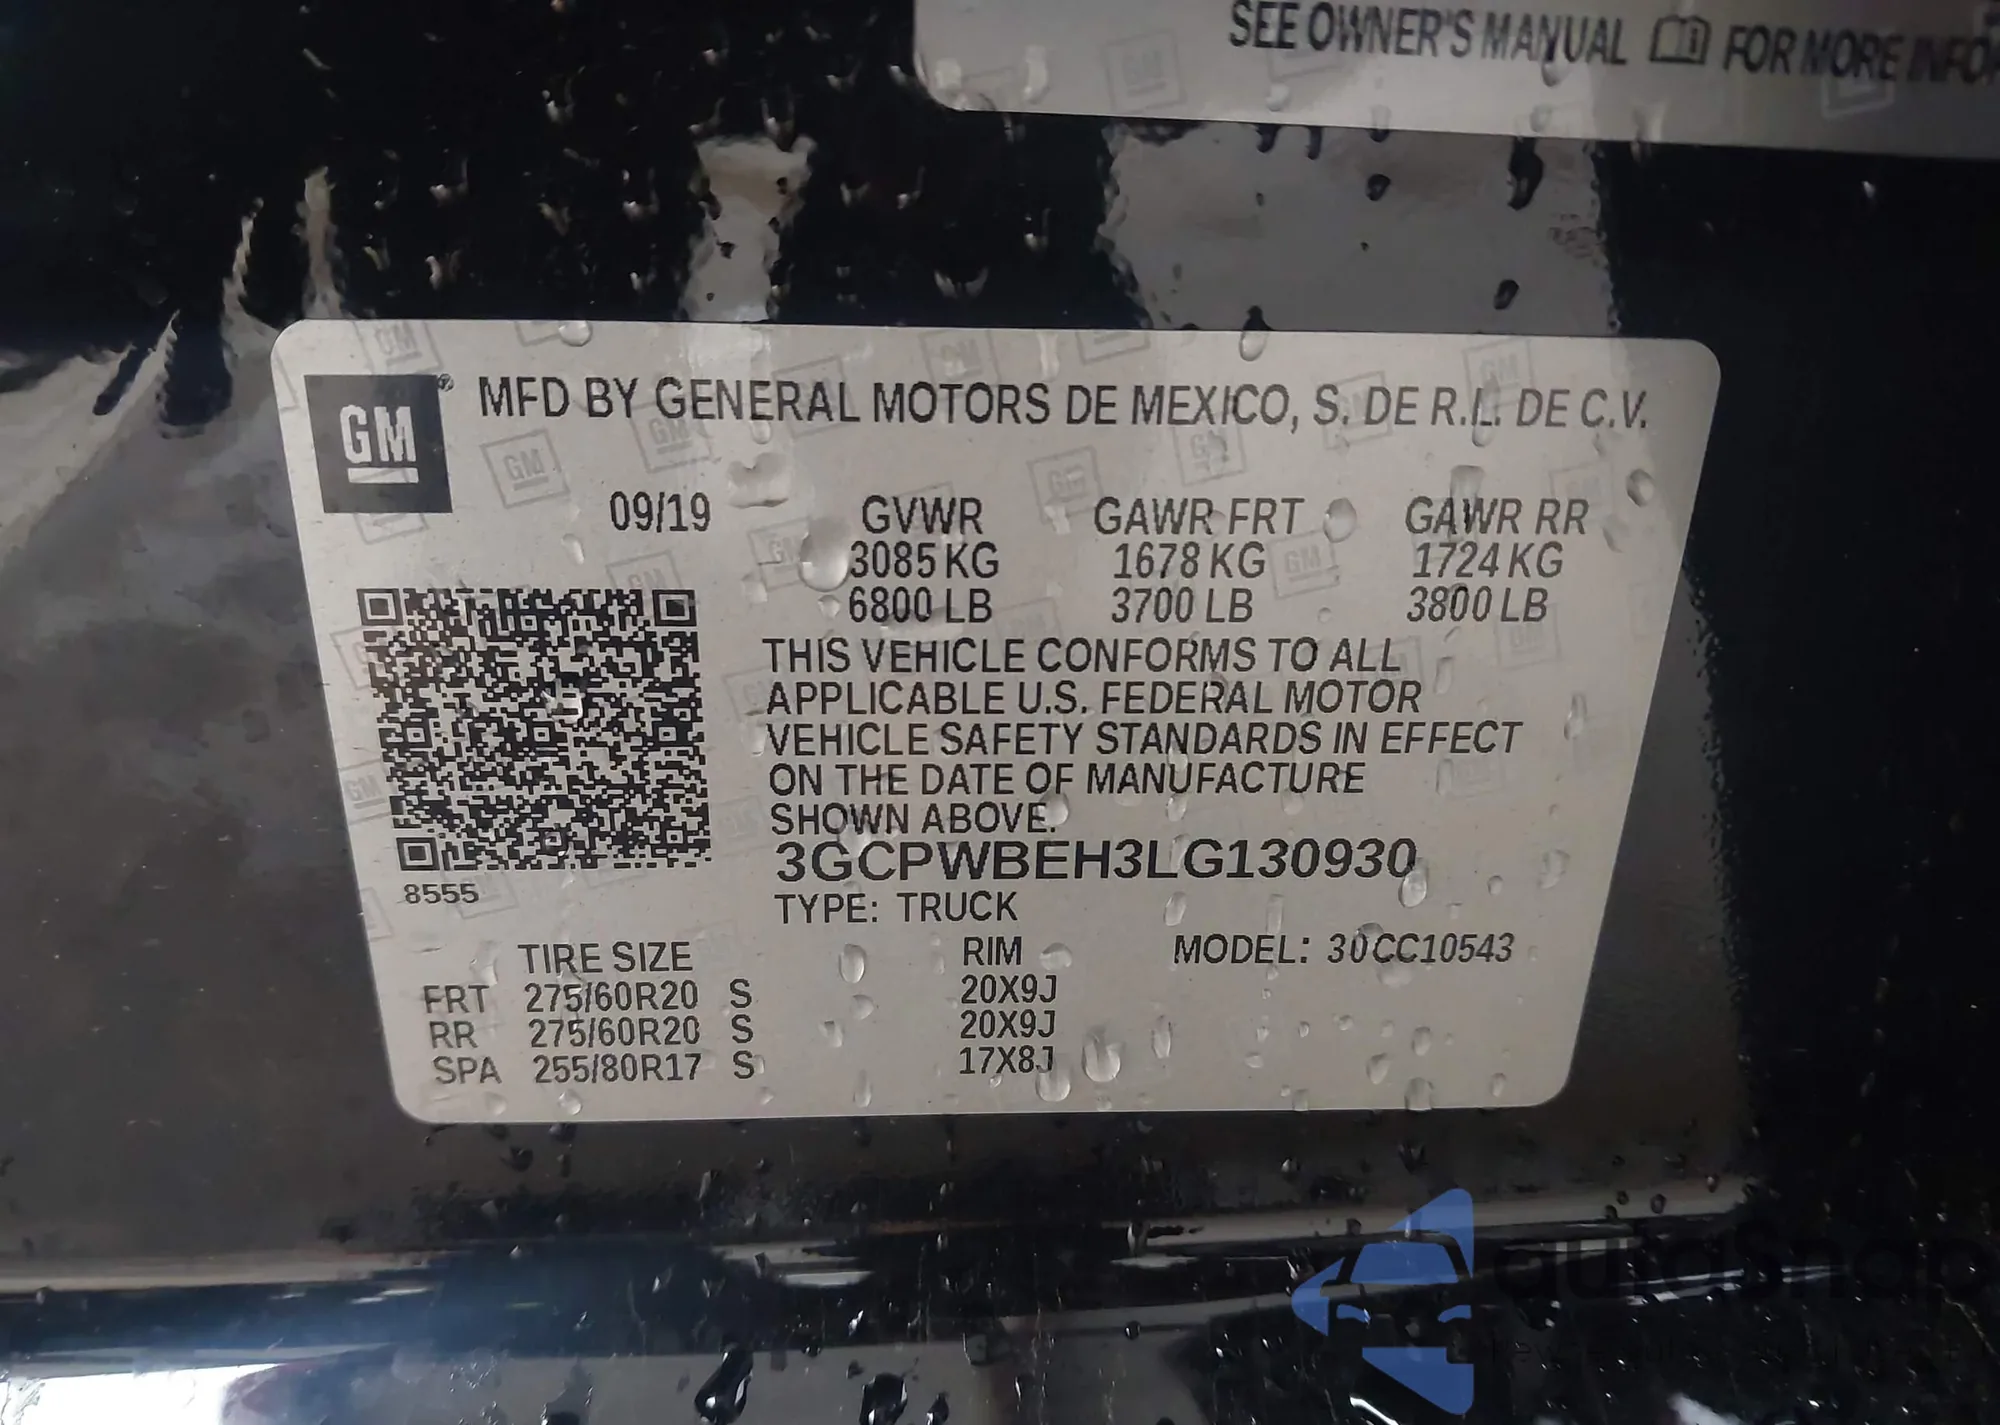 SEE OWNER'S MANUAL FOR MORE
GM ® MFD BY GENERAL MOTORS DE MEXICO, S. DE R.L. DE C.V.
09/19 GVWR GAWR FRT GAWR RR
3085 KG 1678 KG 1724 KG
6800 LB 3700 LB 3800 LB
THIS VEHICLE CONFORMS TO ALL
APPLICABLE U.S. FEDERAL MOTOR
VEHICLE SAFETY STANDARDS IN EFFECT
ON THE DATE OF MANUFACTURE
SHOWN ABOVE.
3GCPWBEH3LG130930
8555
TYPE: TRUCK
TIRE SIZE RIM MODEL: 30CC10543
FRT 275/60R20 S 20X9J
RR 275/60R20 S 20X9J
SPA 255/80R17 S 17X8J